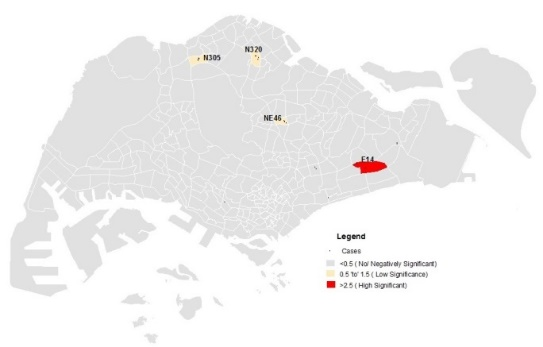 N320
N305
NE46
E14
Legend
Cases
<0.5 ( No/ Negatively Significant)
0.5 'to' 1.5 ( Low Significance)
>2.5 ( High Significant)